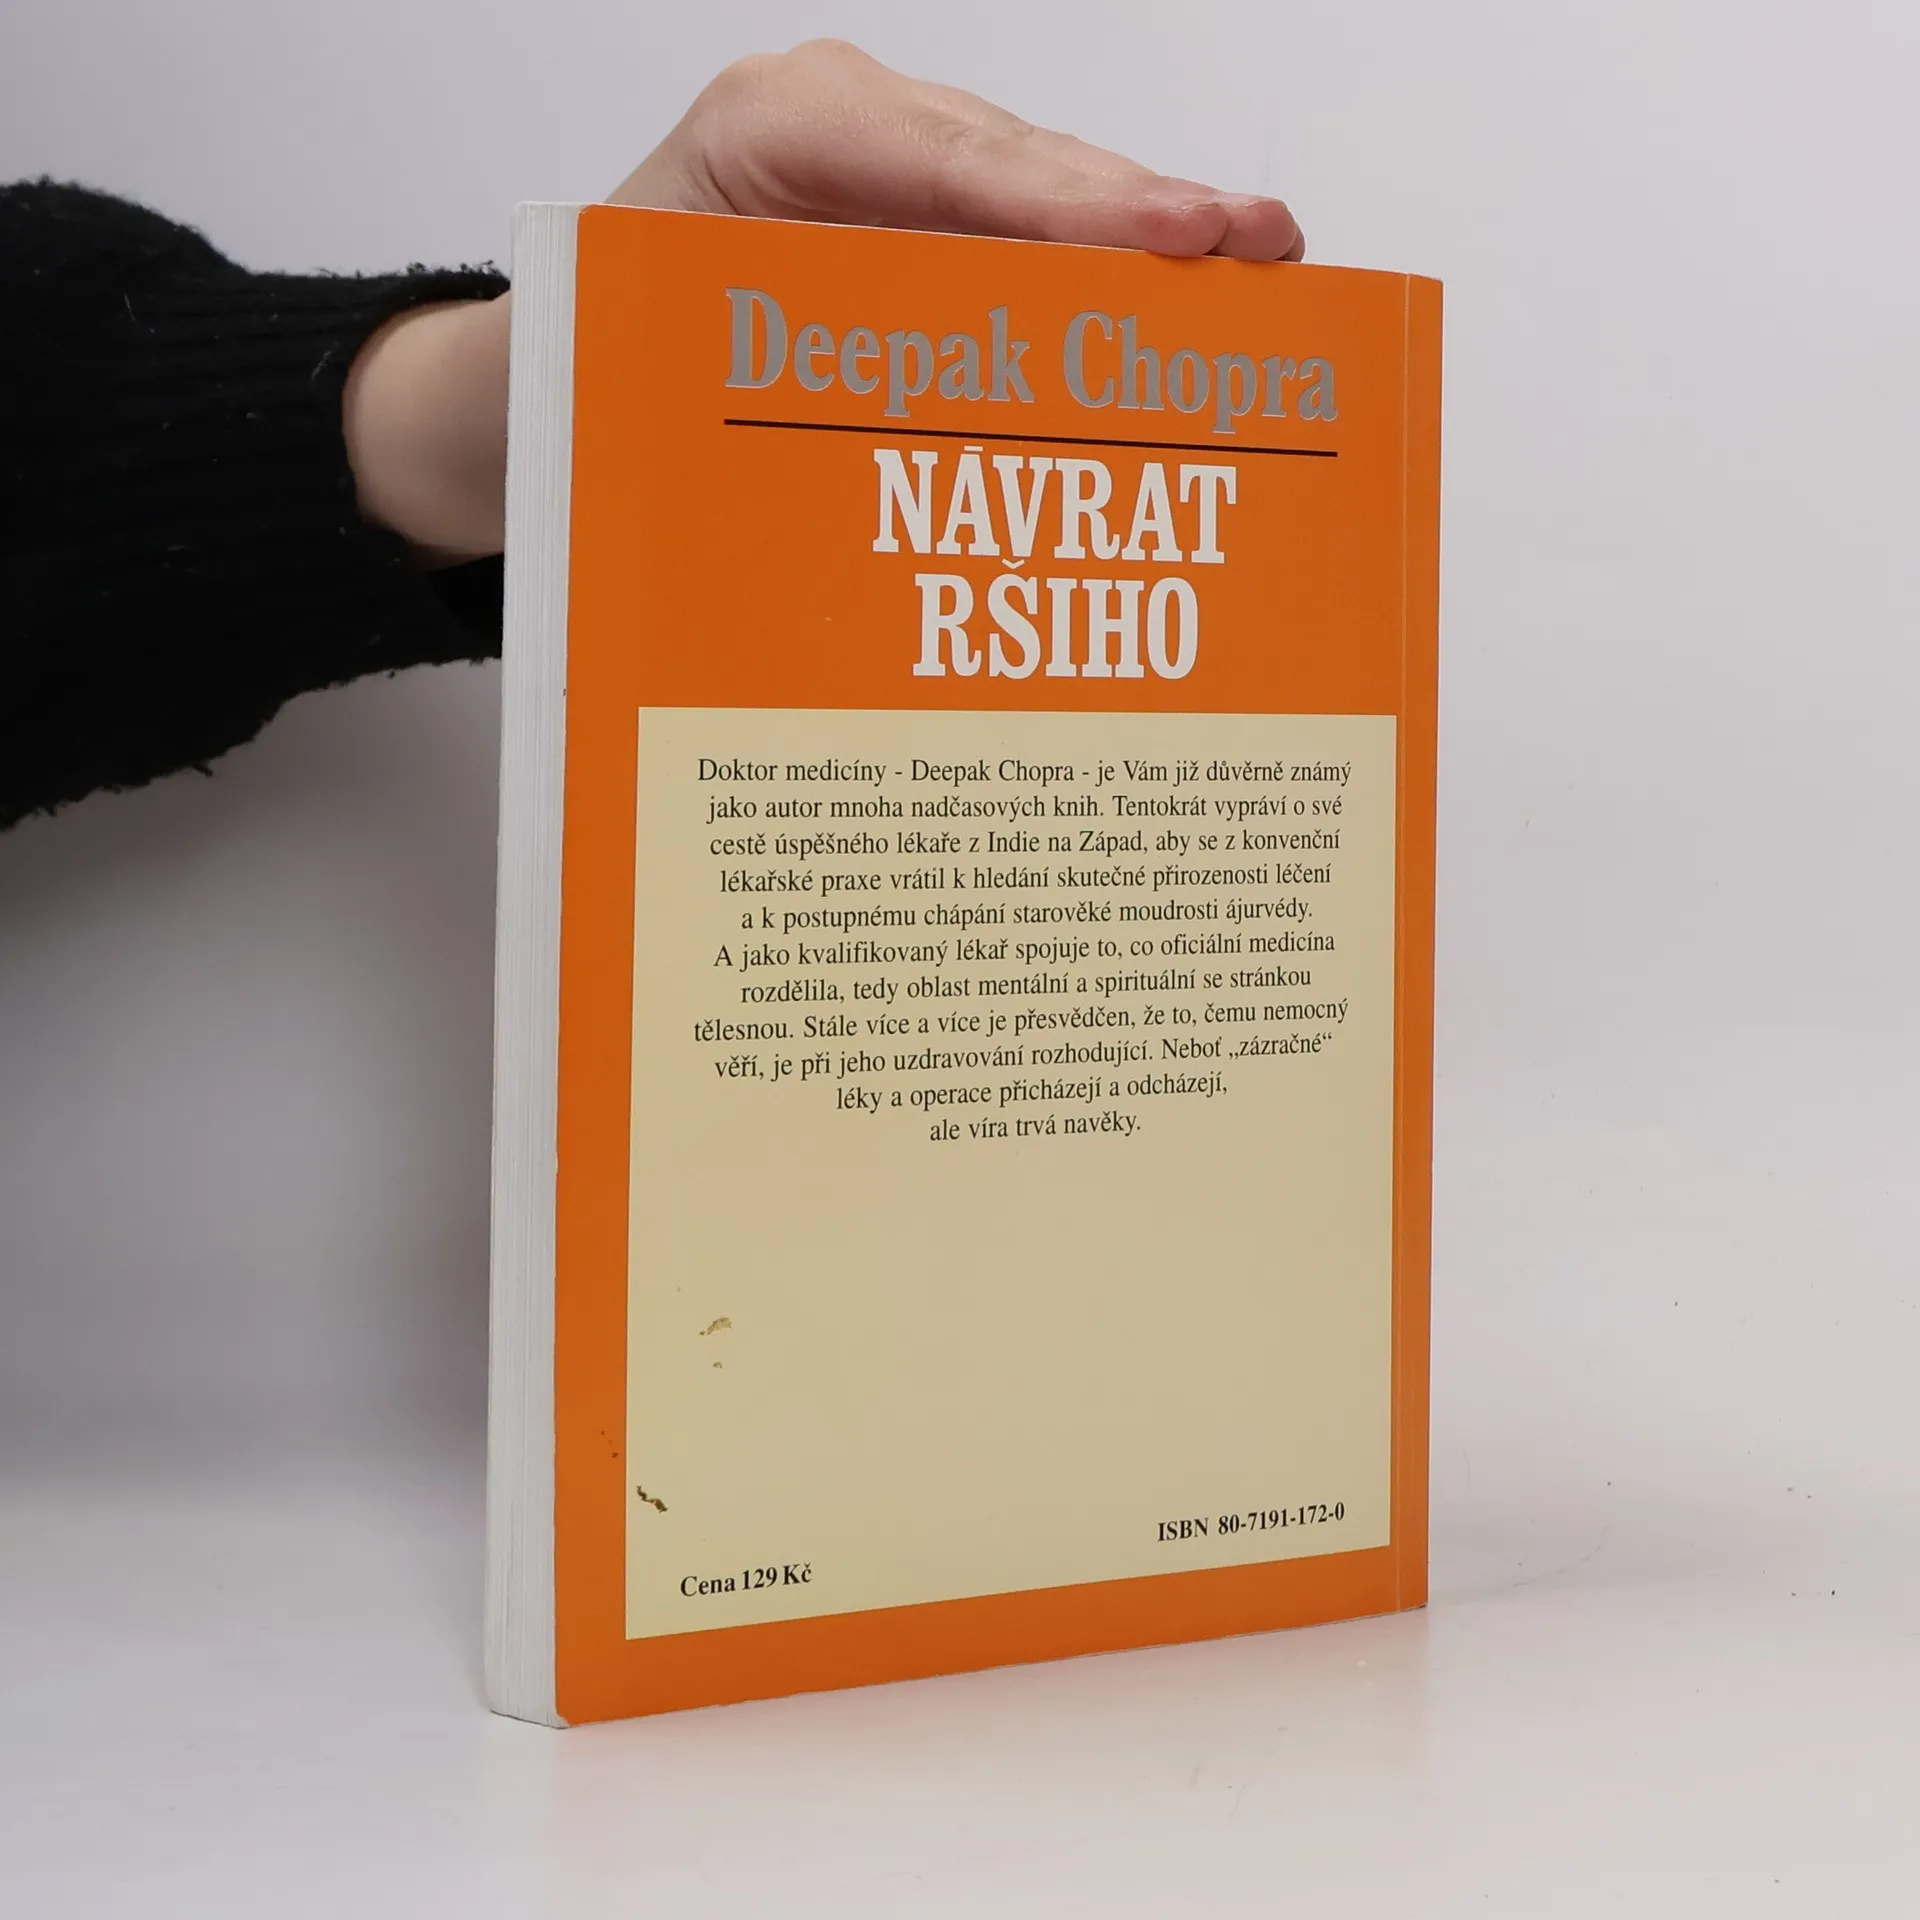 Deepak Chopra
NÁVRAT
RŠIHO
Doktor medicíny - Deepak Chopra - je Vám již důvěrně známý
jako autor mnoha nadčasových knih. Tentokrát vypráví o své
cestě úspěšného lékaře z Indie na Západ, aby se z konvenční
lékařské praxe vrátil k hledání skutečné přirozenosti léčení
a k postupnému chápání starověké moudrosti ájurvédy.
A jako kvalifikovaný lékař spojuje to, co oficiální medicína
rozdělila, tedy oblast mentální a spirituální se stránkou
tělesnou. Stále více a více je přesvědčen, že to, čemu nemocný
věří, je při jeho uzdravování rozhodující. Neboť „zázračné“
léky a operace přicházejí a odcházejí,
ale víra trvá navěky.
ISBN 80-7191-172-0
Cena 129 Kč